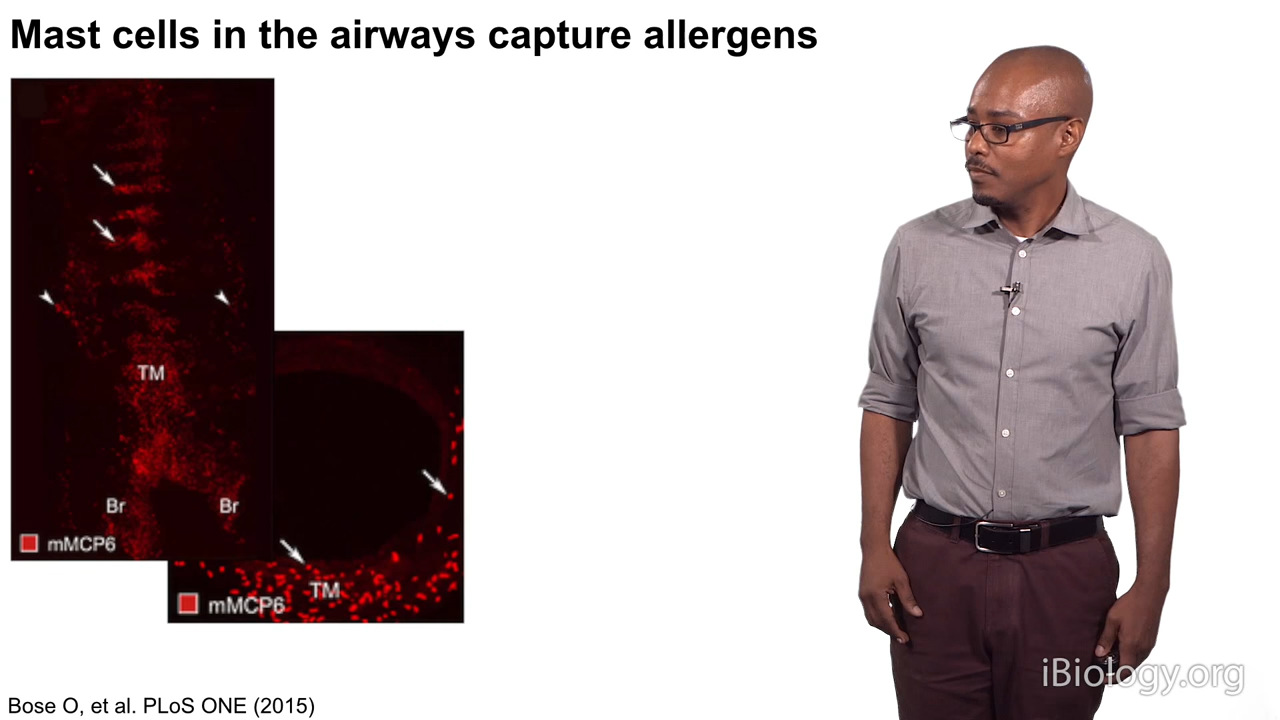 Mast cells in the airways capture allergens
TM
Br
Br
mMCP6
TM
mMCP6
Bose O, et al. PLoS ONE (2015)
iBiology.org